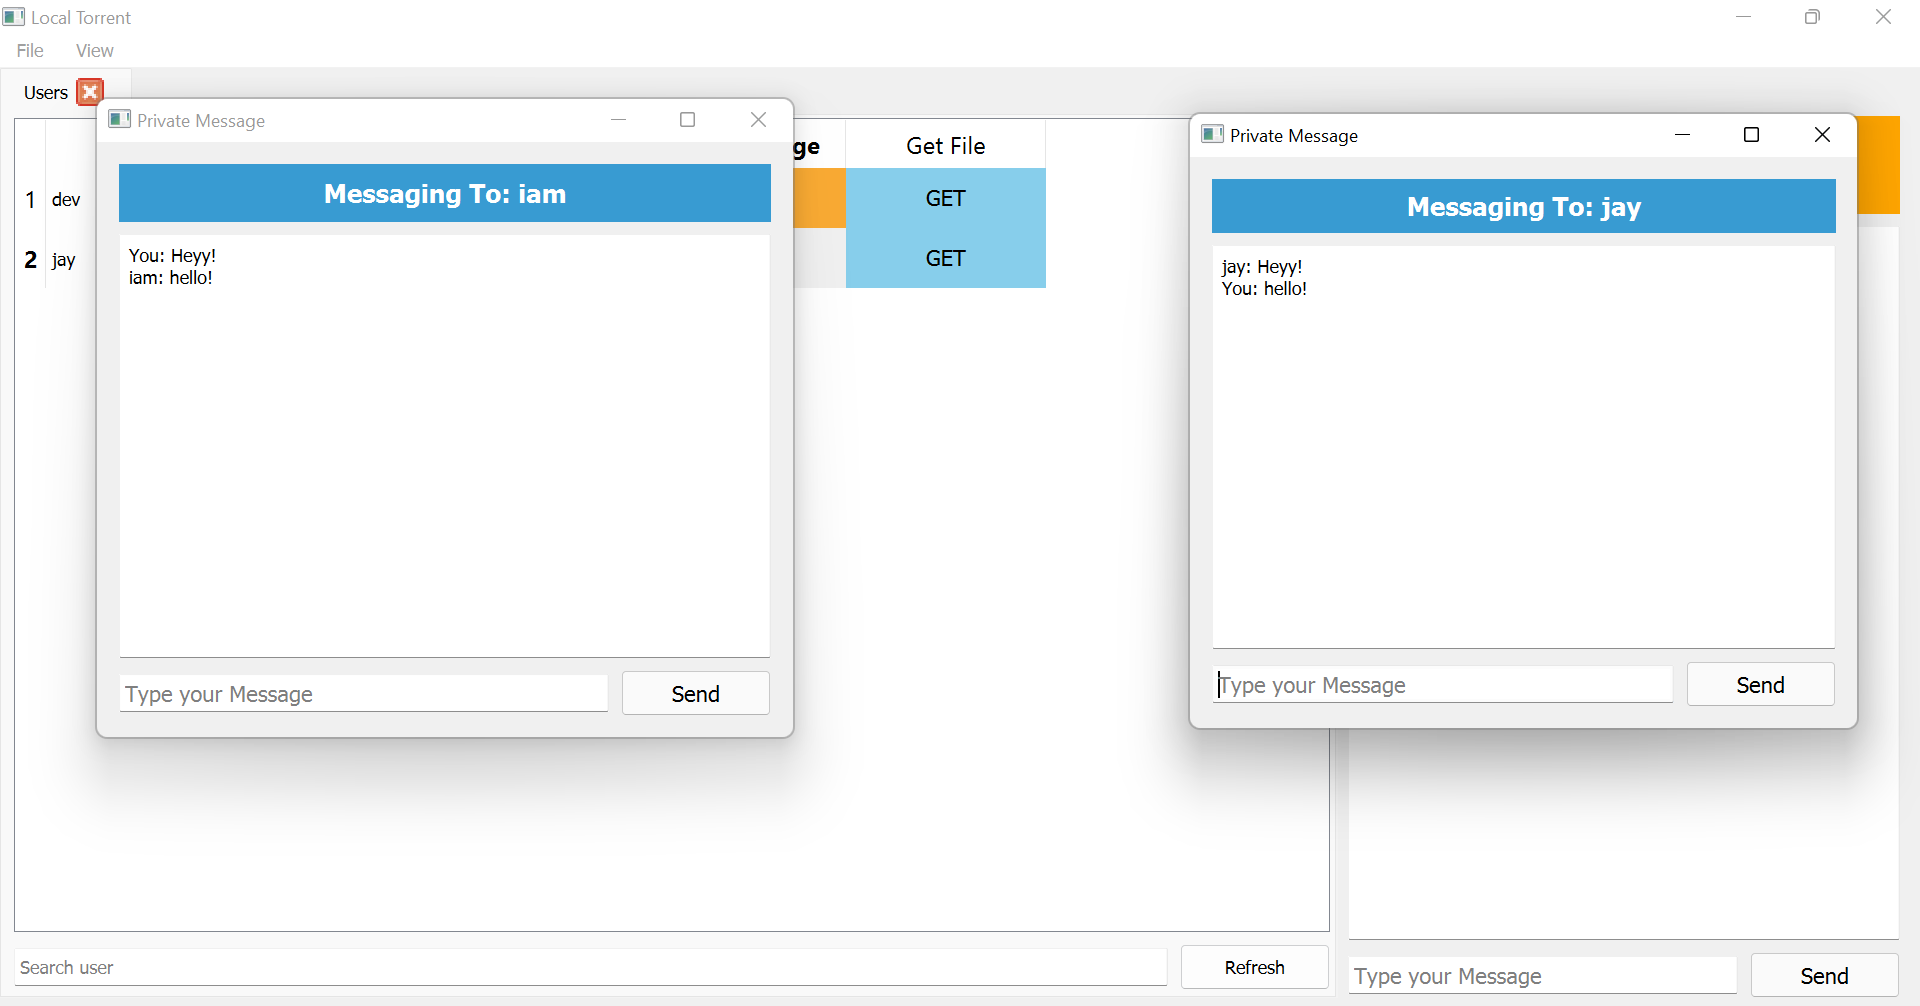 Local Torrent
File View
Users
ge Get File
1 dev GET
2 jay GET
Private Message
Messaging To: iam
You: Heyy!
iam: hello!
Type your Message Send
Private Message
Messaging To: jay
jay: Heyy!
You: hello!
Type your Message Send
Search user Refresh
Type your Message Send